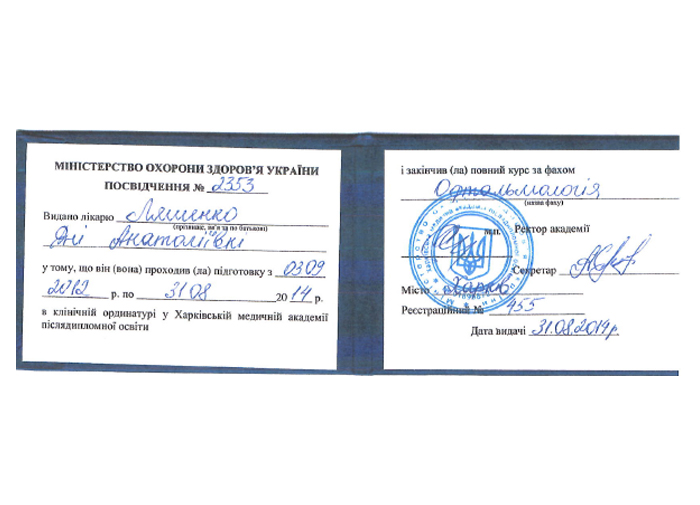 МІНІСТЕРСТВО ОХОРОНИ ЗДОРОВ'Я УКРАЇНИ
ПОСВІДЧЕННЯ № 2353
Видано лікарю Ляшенко
(прізвище, ім'я та по батькові)
Яні Анатоліївні
у тому, що він (вона) проходив (ла) підготовку з 03 09
2012 р. по 31 08 2014 р.
в клінічній ординатурі у Харківській медичній академії
післядипломної освіти
і закінчив (ла) повний курс за фахом
Офтальмологія
(назва фаху)
м.п. Ректор академії
Секретар
Місто Харків
Реєстраційний № 955
Дата видачі 31.08.2014р